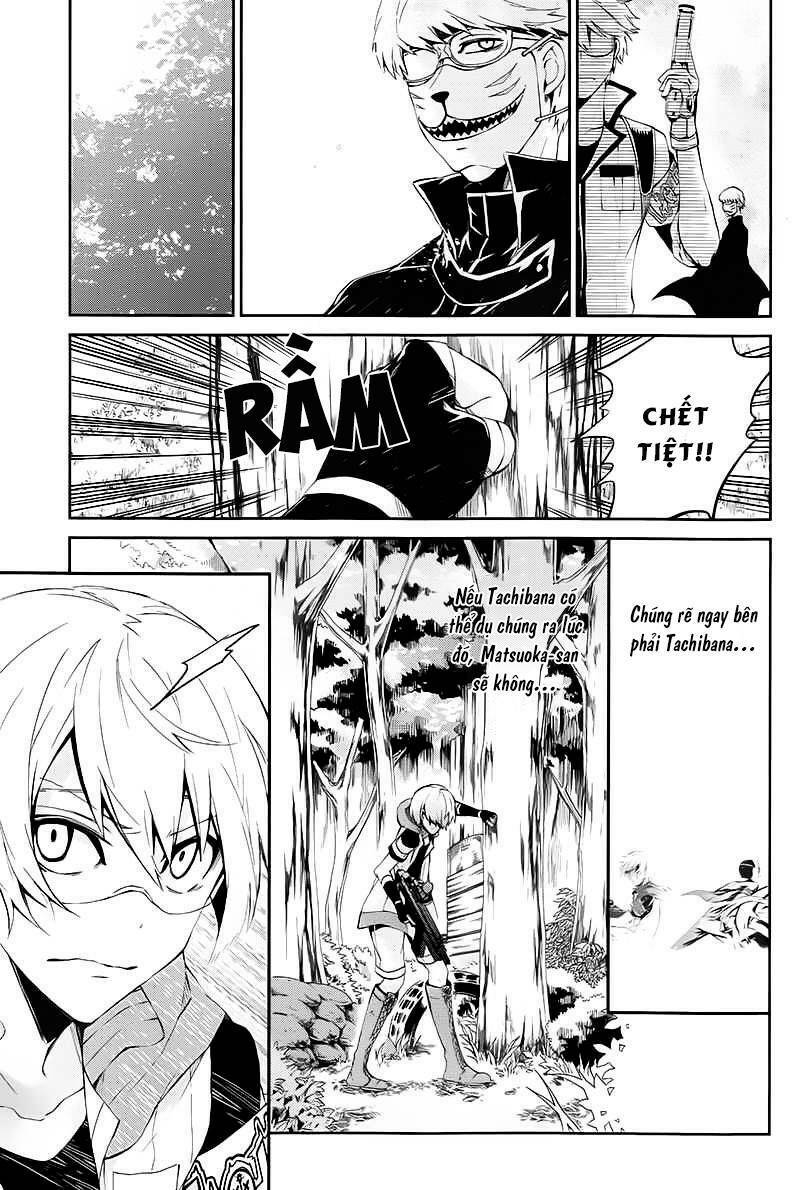 CHẾT
TIỆT!!
RẦM
Chúng rẽ ngay bên
phải Tachibana...
Nếu Tachibana có
thể dụ chúng ra lúc
đó, Matsuoka-san
sẽ không...